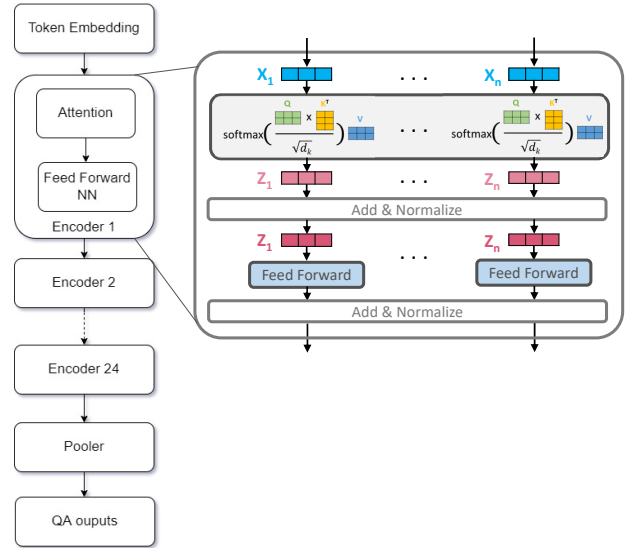 Token Embedding
Attention
Feed Forward
NN
Encoder 1
Encoder 2
Encoder 24
Pooler
QA ouputs
X1 . . . Xn
Q X K^T
softmax( / √dk ) V
. . .
Q X K^T
softmax( / √dk ) V
Z1 . . . Zn
Add & Normalize
Z1 . . . Zn
Feed Forward Feed Forward
Add & Normalize